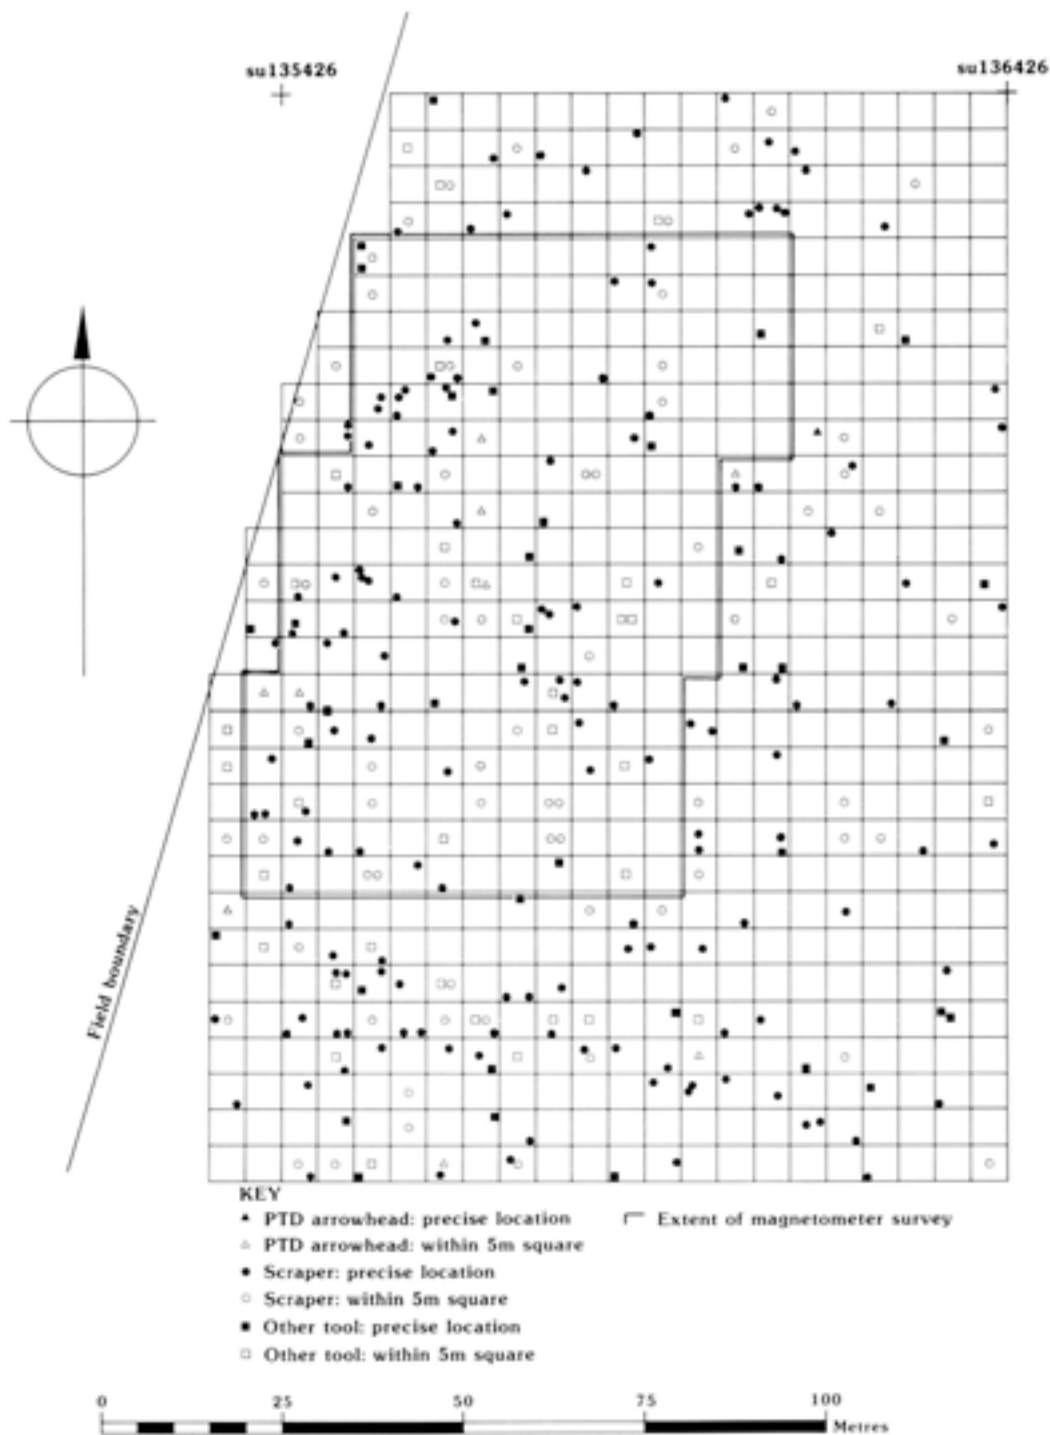 su135426
su136426
Field boundary
KEY
PTD arrowhead: precise location
Extent of magnetometer survey
PTD arrowhead: within 5m square
Scraper: precise location
Scraper: within 5m square
Other tool: precise location
Other tool: within 5m square
0 25 50 75 100
Metres